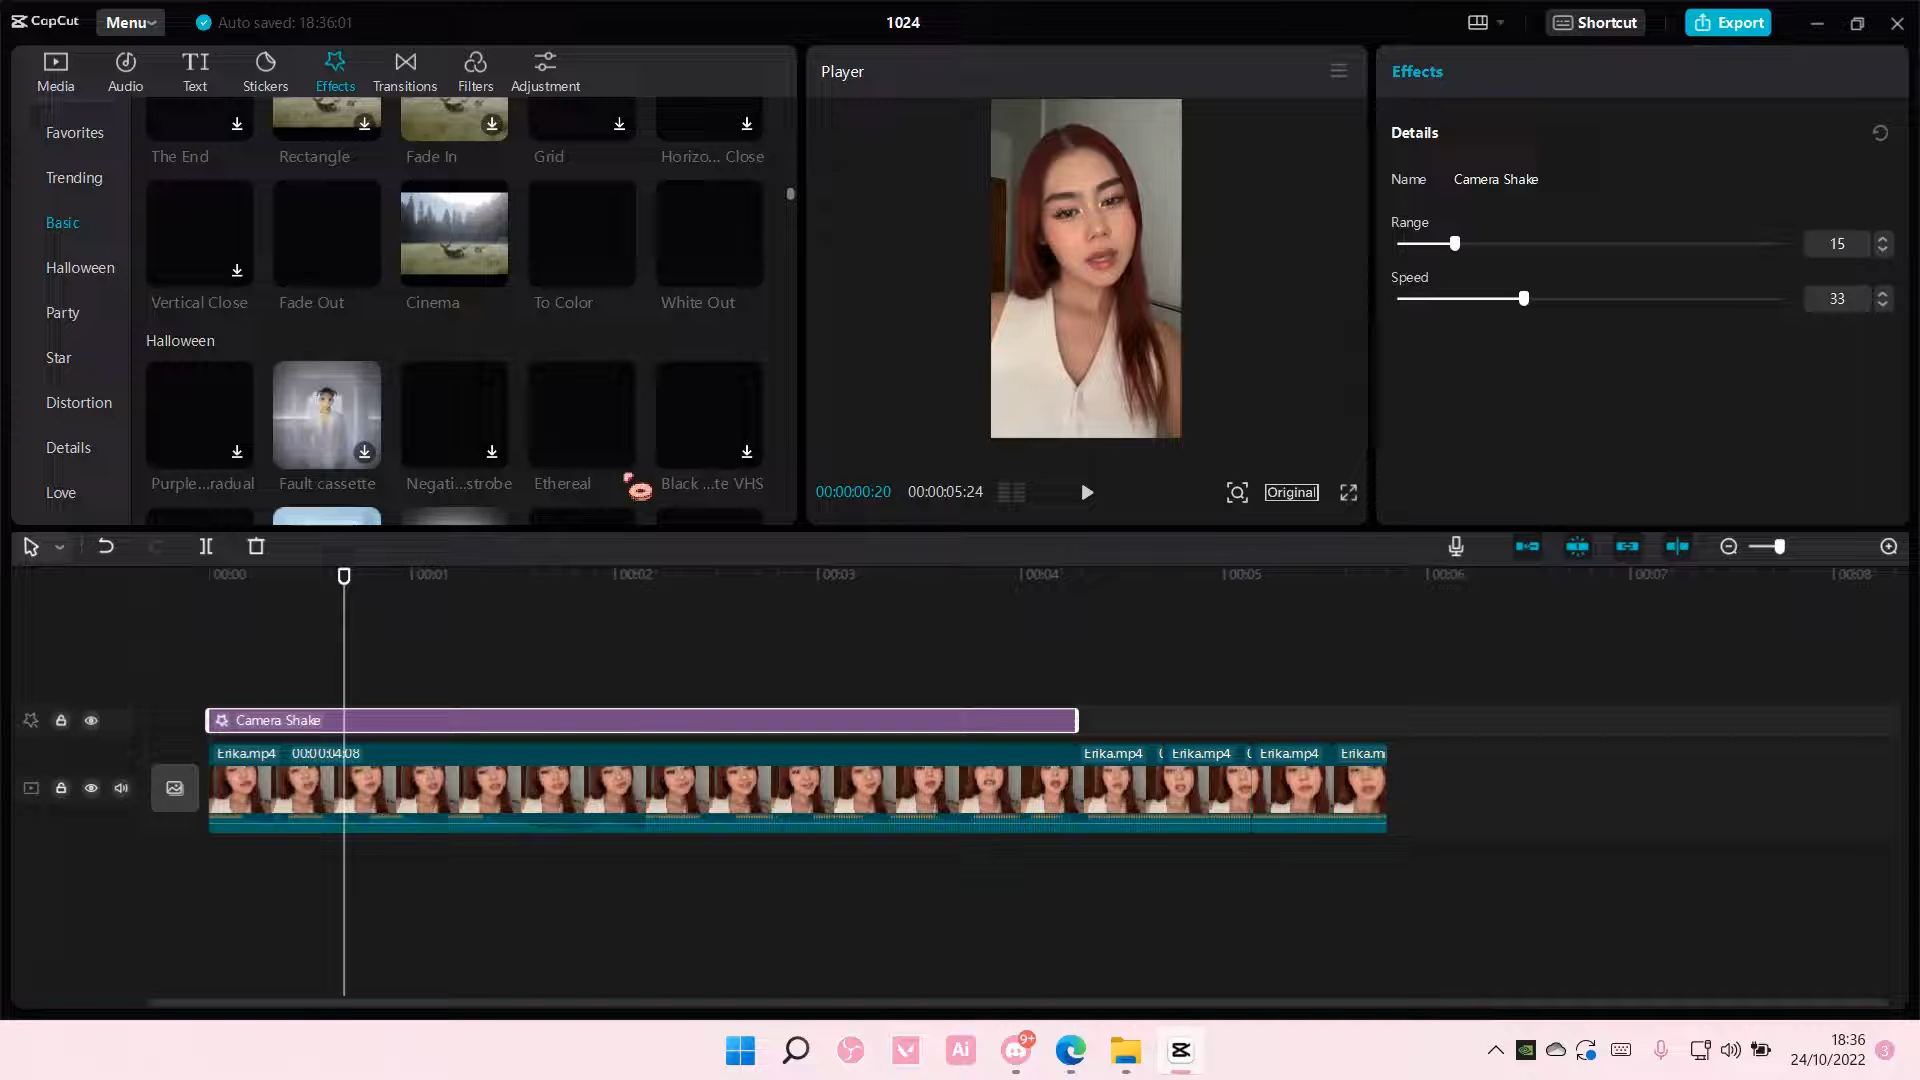 CapCut
Menu
Auto saved: 18:36:01
1024
Shortcut
Export
Media
Audio
TI
Text
Stickers
Effects
Transitions
Filters
Adjustment
Favorites
Trending
Basic
Halloween
Party
Star
Distortion
Details
Love
The End
Rectangle
Fade In
Grid
Horizo... Close
Vertical Close
Fade Out
Cinema
To Color
White Out
Halloween
Purple...radual
Fault cassette
Negati...strobe
Ethereal
Black ...te VHS
Player
00:00:00:20
00:00:05:24
Original
Effects
Details
Name Camera Shake
Range
15
Speed
33
00:00
00:01
00:02
00:03
00:04
00:05
00:06
00:07
00:08
Camera Shake
Erika.mp4 00:00:04:08
Erika.mp4
Erika.mp4
Erika.mp4
Erika.m
Ai
9+
18:36
24/10/2022
3